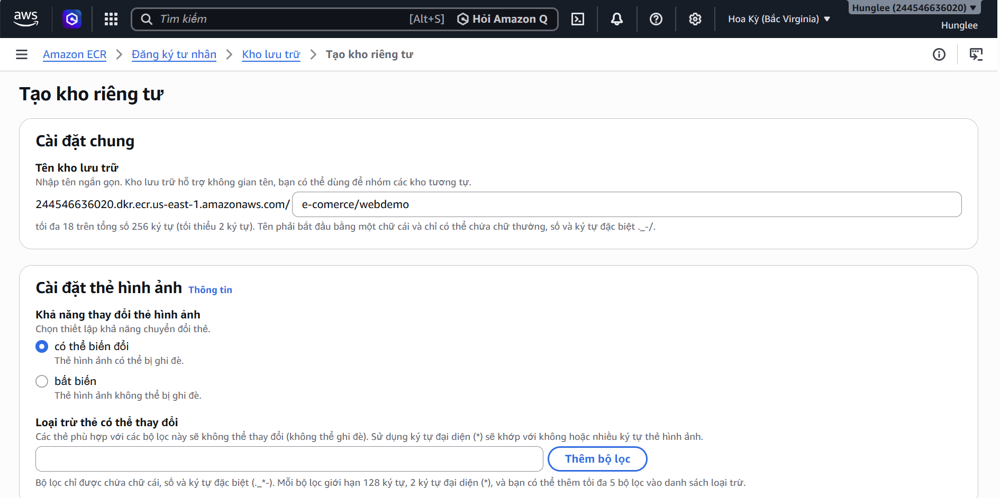 aws
Tìm kiếm [Alt+S] Hỏi Amazon Q
Hoa Kỳ (Bắc Virginia) ▼
Hunglee (244546636020) ▼
Hunglee
Amazon ECR > Đăng ký tư nhân > Kho lưu trữ > Tạo kho riêng tư
Tạo kho riêng tư
Cài đặt chung
Tên kho lưu trữ
Nhập tên ngắn gọn. Kho lưu trữ hỗ trợ không gian tên, bạn có thể dùng để nhóm các kho tương tự.
244546636020.dkr.ecr.us-east-1.amazonaws.com/ e-comerce/webdemo
tối đa 18 trên tổng số 256 ký tự (tối thiểu 2 ký tự). Tên phải bắt đầu bằng một chữ cái và chỉ có thể chứa chữ thường, số và ký tự đặc biệt ._-/.
Cài đặt thẻ hình ảnh Thông tin
Khả năng thay đổi thẻ hình ảnh
Chọn thiết lập khả năng chuyển đổi thẻ.
có thể biến đổi
Thẻ hình ảnh có thể bị ghi đè.
bất biến
Thẻ hình ảnh không thể bị ghi đè.
Loại trừ thẻ có thể thay đổi
Các thẻ phù hợp với các bộ lọc này sẽ không thể thay đổi (không thể ghi đè). Sử dụng ký tự đại diện (*) sẽ khớp với không hoặc nhiều ký tự thẻ hình ảnh.
Thêm bộ lọc
Bộ lọc chỉ được chứa chữ cái, số và ký tự đặc biệt (._*-). Mỗi bộ lọc giới hạn 128 ký tự, 2 ký tự đại diện (*), và bạn có thể thêm tối đa 5 bộ lọc vào danh sách loại trừ.